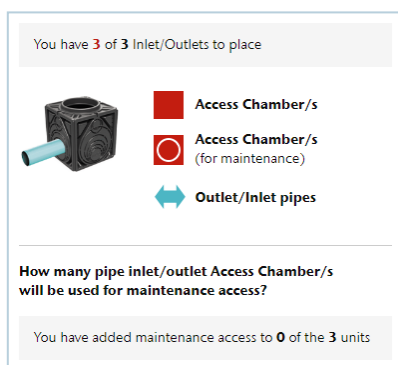 You have 3 of 3 Inlet/Outlets to place
Access Chamber/s
Access Chamber/s
(for maintenance)
Outlet/Inlet pipes
How many pipe inlet/outlet Access Chamber/s
will be used for maintenance access?
You have added maintenance access to 0 of the 3 units